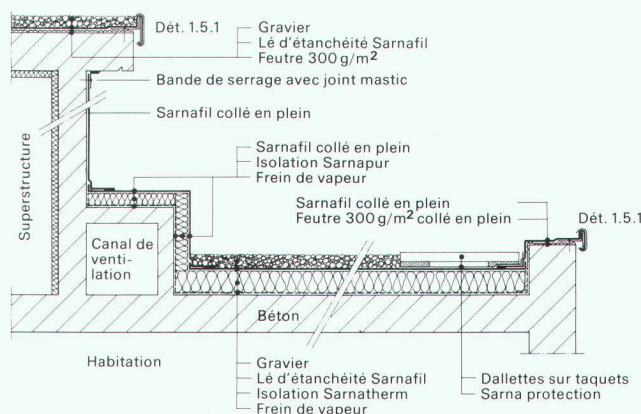 Dét. 1.5.1
Gravier
Lé d'étanchéité Sarnafil
Feutre 300 g/m²
Bande de serrage avec joint mastic
Sarnafil collé en plein
Superstructure
Sarnafil collé en plein
Isolation Sarnapur
Frein de vapeur
Sarnafil collé en plein
Feutre 300 g/m² collé en plein
Dét. 1.5.1
Canal de
venti-
lation
Béton
Habitation
Gravier
Lé d'étanchéité Sarnafil
Isolation Sarnatherm
Frein de vapeur
Dallettes sur taquets
Sarna protection